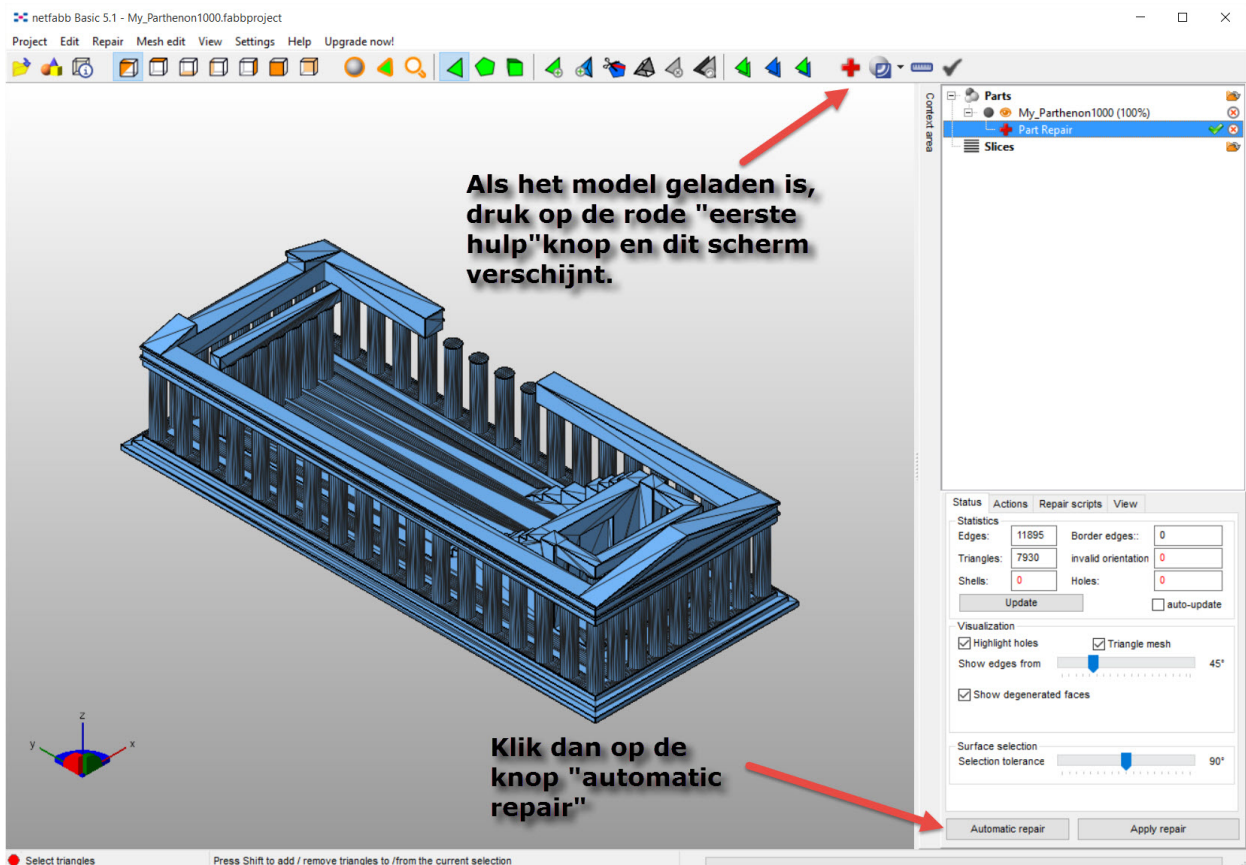 netfabb Basic 5.1 - My_Parthenon1000.fabbproject
Project Edit Repair Mesh edit View Settings Help Upgrade now!
Context area
Parts
My_Parthenon1000 (100%)
Part Repair
Slices
Als het model geladen is,
druk op de rode "eerste
hulp"knop en dit scherm
verschijnt.
Status Actions Repair scripts View
Statistics
Edges: 11895 Border edges:: 0
Triangles: 7930 invalid orientation 0
Shells: 0 Holes: 0
Update auto-update
Visualization
Highlight holes Triangle mesh
Show edges from 45°
Show degenerated faces
Surface selection
Selection tolerance 90°
Automatic repair Apply repair
z
y x
Klik dan op de
knop "automatic
repair"
Select triangles Press Shift to add / remove triangles to /from the current selection